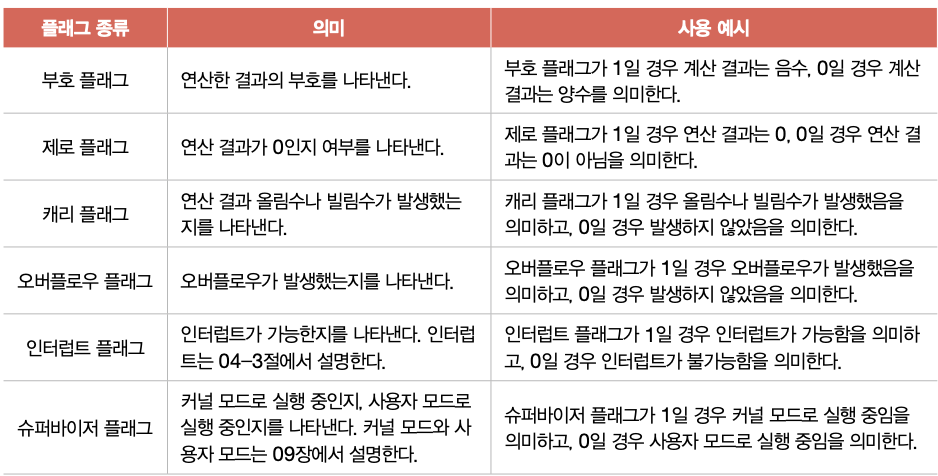 플래그 종류 의미 사용 예시
부호 플래그 연산한 결과의 부호를 나타낸다. 부호 플래그가 1일 경우 계산 결과는 음수, 0일 경우 계산
결과는 양수를 의미한다.
제로 플래그 연산 결과가 0인지 여부를 나타낸다. 제로 플래그가 1일 경우 연산 결과는 0, 0일 경우 연산 결
과는 0이 아님을 의미한다.
캐리 플래그 연산 결과 올림수나 빌림수가 발생했는
지를 나타낸다.
캐리 플래그가 1일 경우 올림수나 빌림수가 발생했음을
의미하고, 0일 경우 발생하지 않았음을 의미한다.
오버플로우 플래그 오버플로우가 발생했는지를 나타낸다. 오버플로우 플래그가 1일 경우 오버플로우가 발생했음을
의미하고, 0일 경우 발생하지 않았음을 의미한다.
인터럽트 플래그 인터럽트가 가능한지를 나타낸다. 인터럽
트는 04-3절에서 설명한다.
인터럽트 플래그가 1일 경우 인터럽트가 가능함을 의미하
고, 0일 경우 인터럽트가 불가능함을 의미한다.
슈퍼바이저 플래그 커널 모드로 실행 중인지, 사용자 모드로
실행 중인지를 나타낸다. 커널 모드와 사
용자 모드는 09장에서 설명한다.
슈퍼바이저 플래그가 1일 경우 커널 모드로 실행 중임을
의미하고, 0일 경우 사용자 모드로 실행 중임을 의미한다.